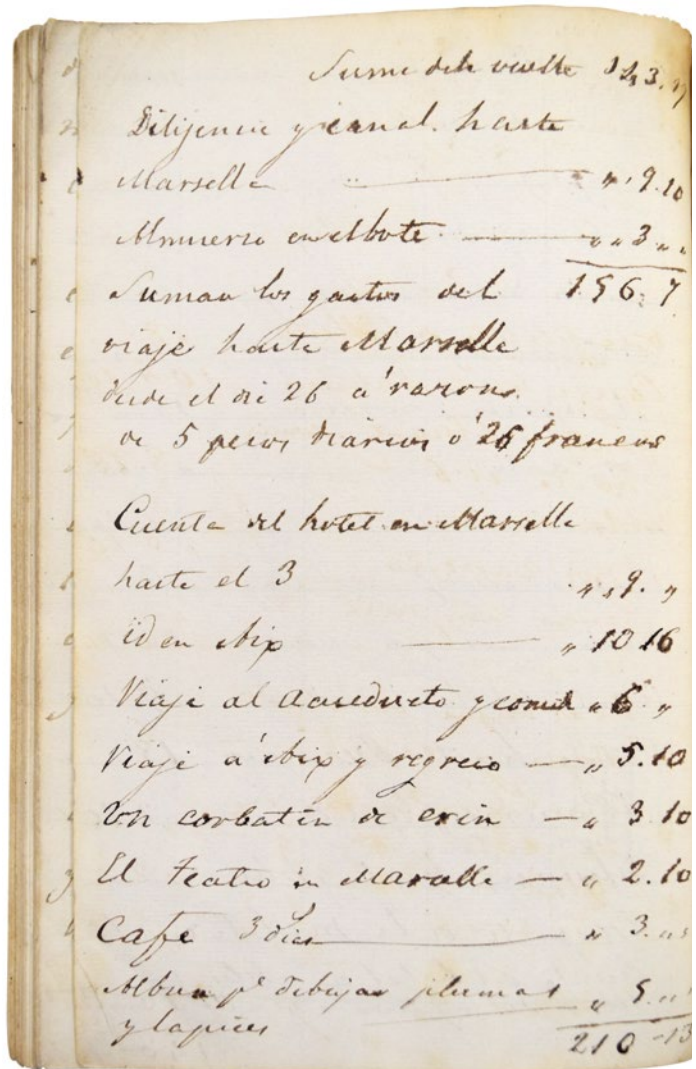 Suma de la vuelta 143.17
Dilijencia y canal. hasta
Marsella „ 9.10
Almuerzo en el bote „ „ 3 „ „
Suman los gastos del 156. 7
viaje hasta Marsella
desde el dia 26 a' razon
de 5 pesos diarios o' 26 francos
Cuenta del hotel en Marsella
hasta el 3 „ „ 9. „
id en Aix „ 10 16
Viaje al acueducto y comida „ 6 „
Viaje a' Aix y regreso — „ 5.10
Un corbatin de crin — „ 3 10
El teatro en Marsella — „ 2.10
Cafe 3 dias „ 3. „ „
Album pª dibujar plumas „ 5. „
y lapices
210-13